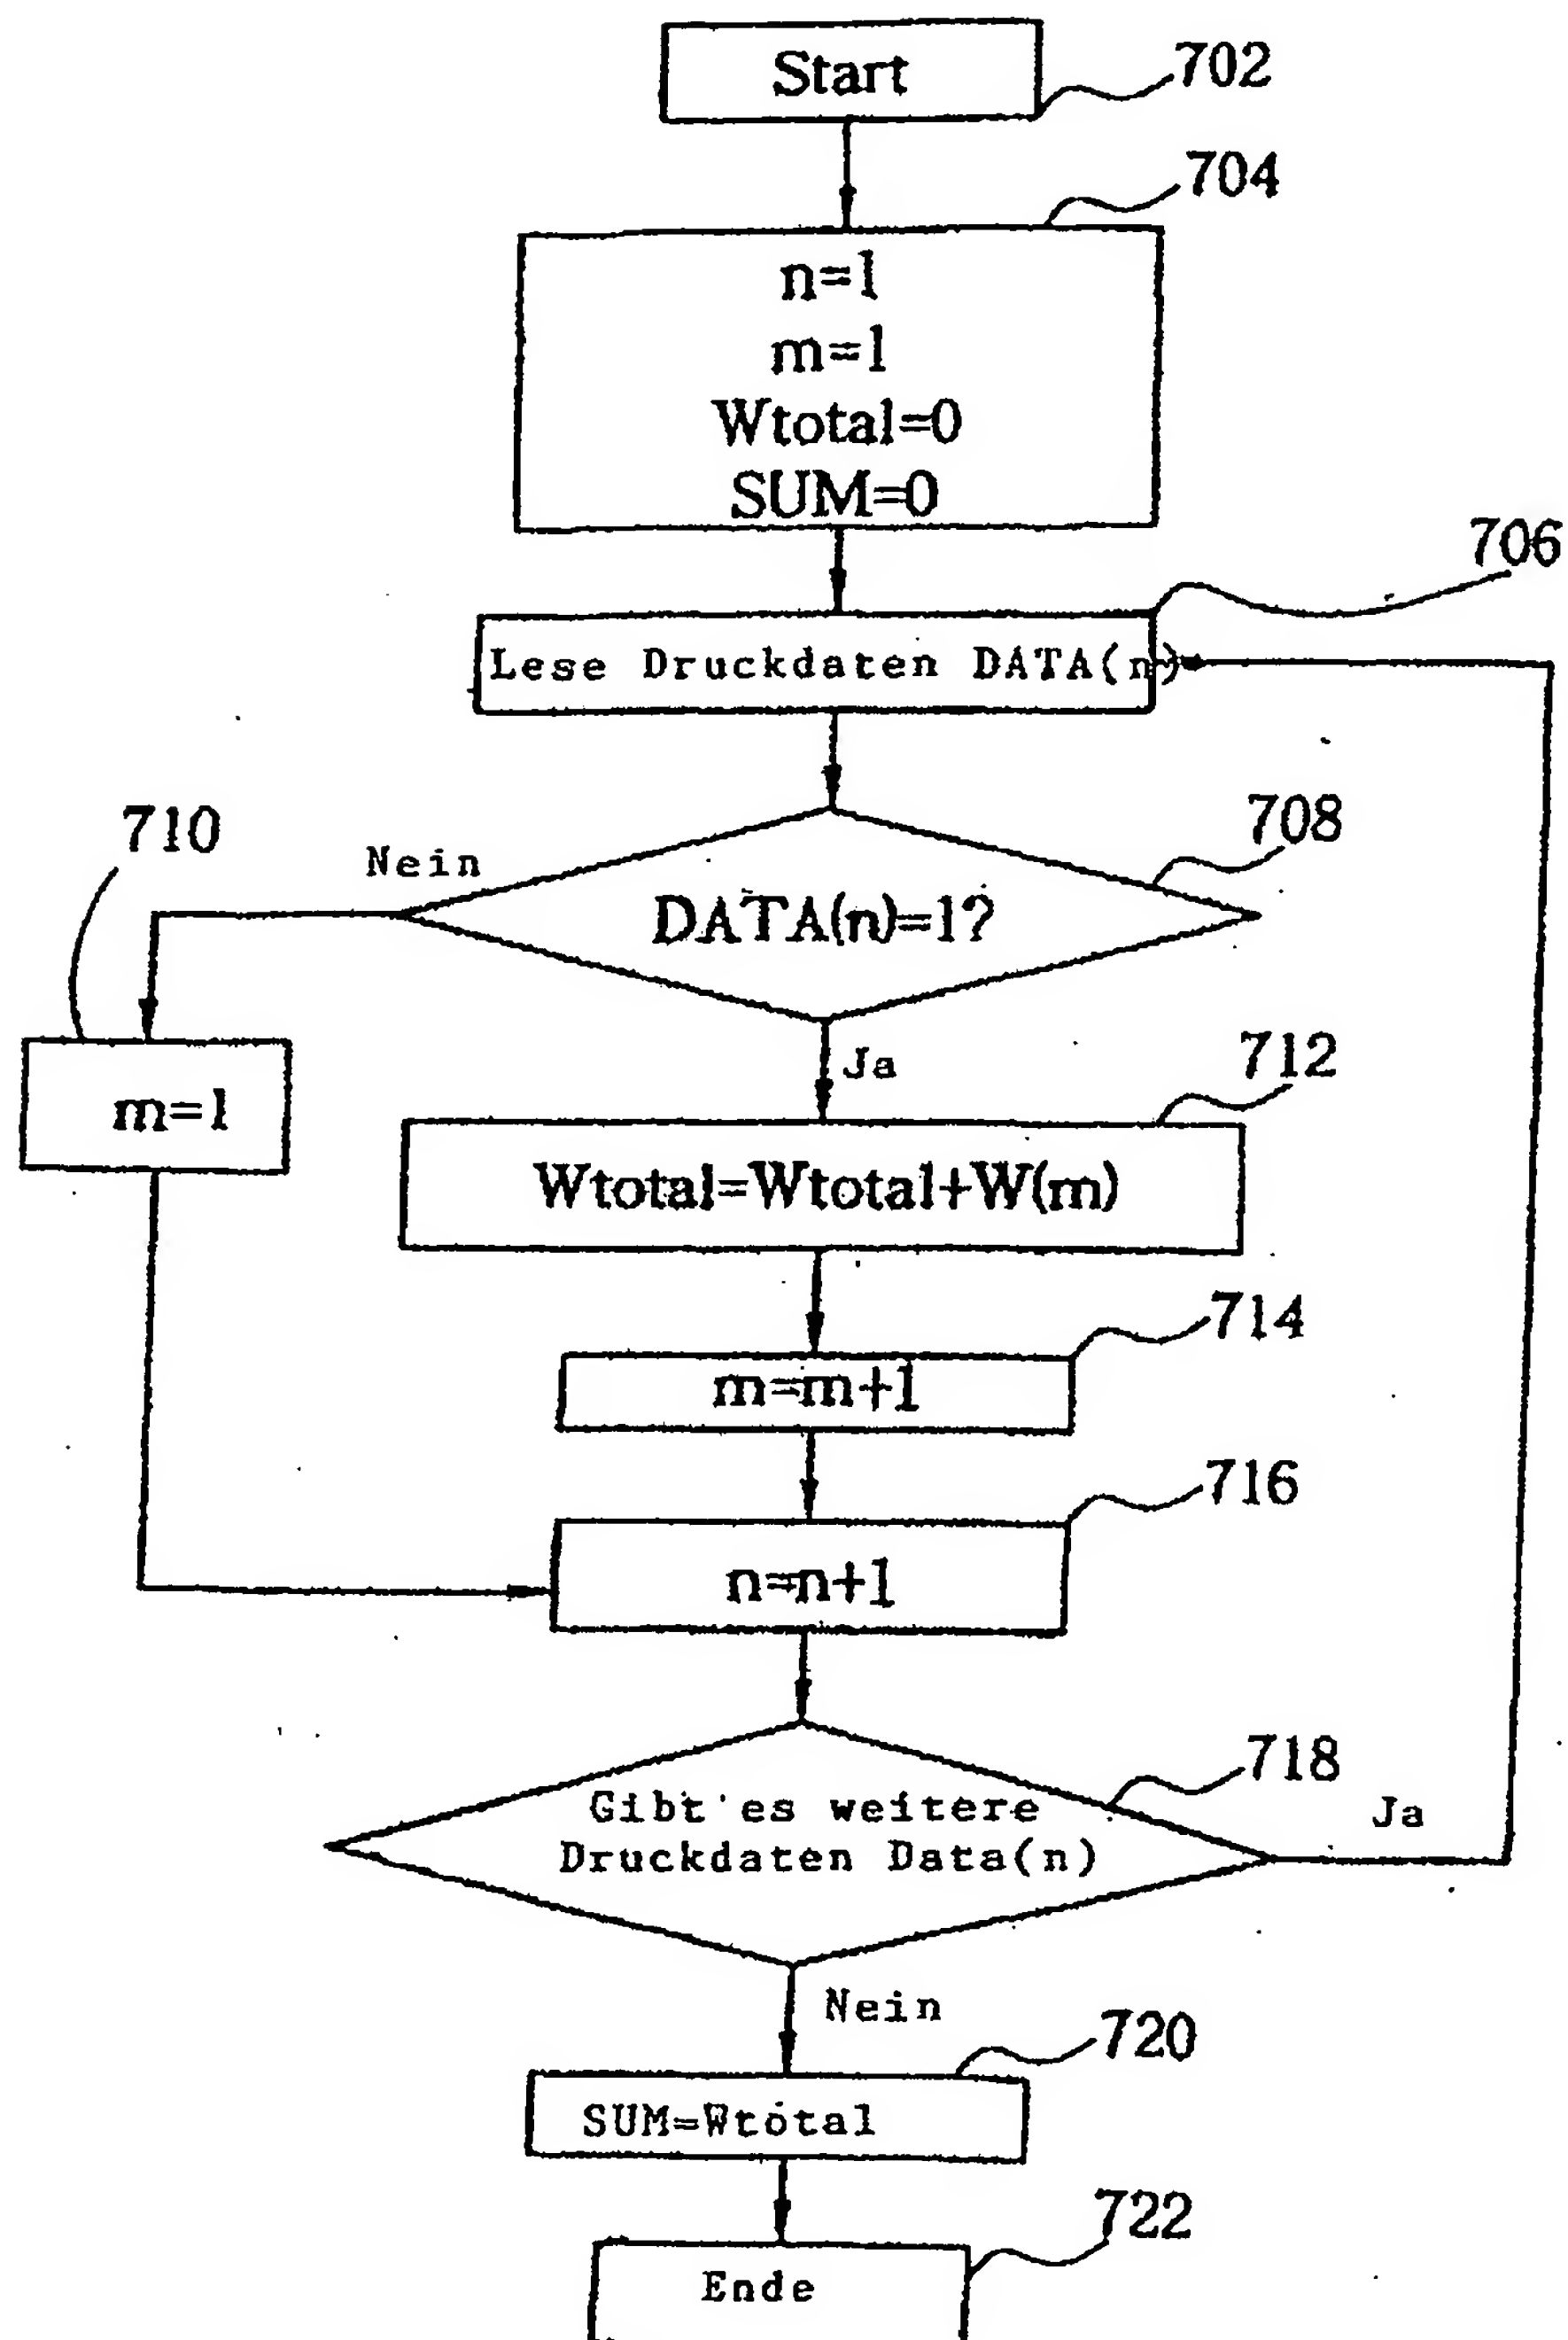 Start
702
704
n=1
m=1
Wtotal=0
SUM=0
706
Lese Druckdaten DATA(n)
710
Nein
708
DATA(n)=1?
Ja
712
m=1
Wtotal=Wtotal+W(m)
714
m=m+1
716
n=n+1
718
Gibt es weitere
Druckdaten Data(n)
Ja
Nein
720
SUM=Wtotal
722
Ende